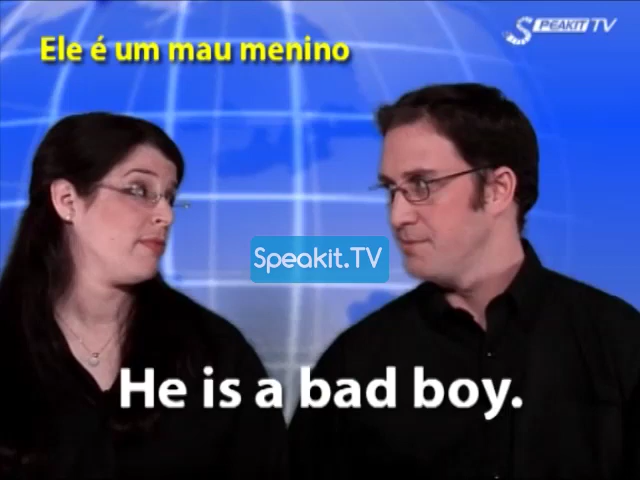 SPEAKIT TV
Ele é um mau menino
Speakit.TV
He is a bad boy.